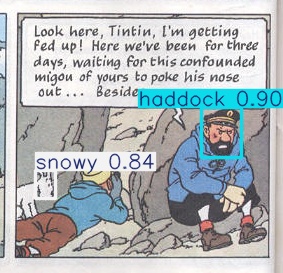 Look here, Tintin, I'm getting
fed up! Here we've been for three
days, waiting for this confounded
migou of yours to poke his nose
out ... Beside
haddock 0.90
snowy 0.84